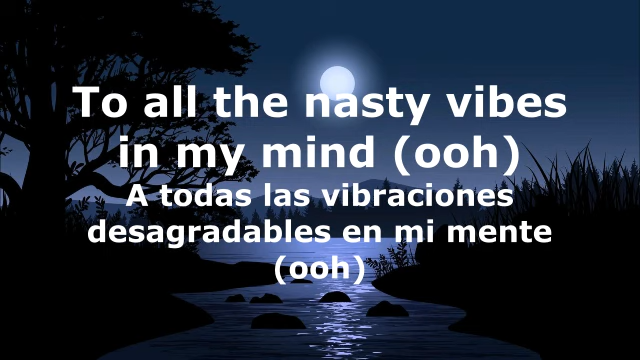 To all the nasty vibes
in my mind (ooh)
A todas las vibraciones
desagradables en mi mente
(ooh)